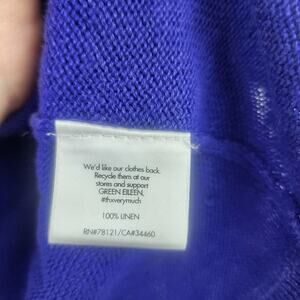 We'd like our clothes back.
Recycle them at our
stores and support
GREEN EILEEN.
#thxverymuch
100% LINEN
RN#78121/CA#34460